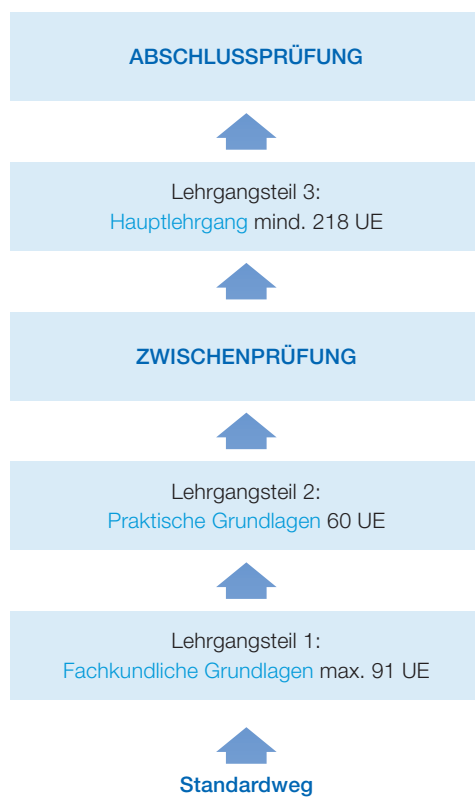 ABSCHLUSSPRÜFUNG
Lehrgangsteil 3:
Hauptlehrgang mind. 218 UE
ZWISCHENPRÜFUNG
Lehrgangsteil 2:
Praktische Grundlagen 60 UE
Lehrgangsteil 1:
Fachkundliche Grundlagen max. 91 UE
Standardweg